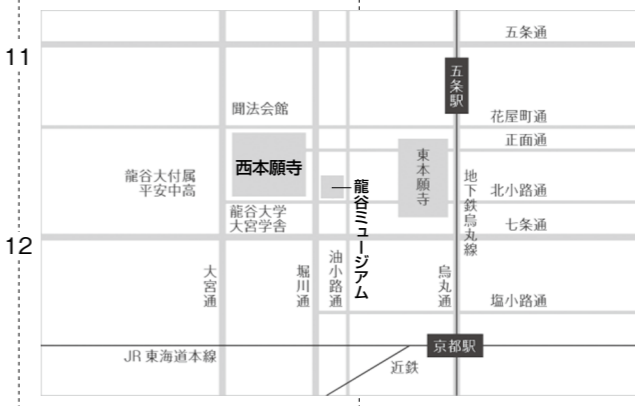 11
12
五条通
五条駅
聞法会館
花屋町通
正面通
西本願寺
東本願寺
龍谷大付属
平安中高
龍谷ミュージアム
地下鉄烏丸線
北小路通
龍谷大学
大宮学舎
七条通
大宮通
堀川通
油小路通
烏丸通
塩小路通
京都駅
JR東海道本線
近鉄